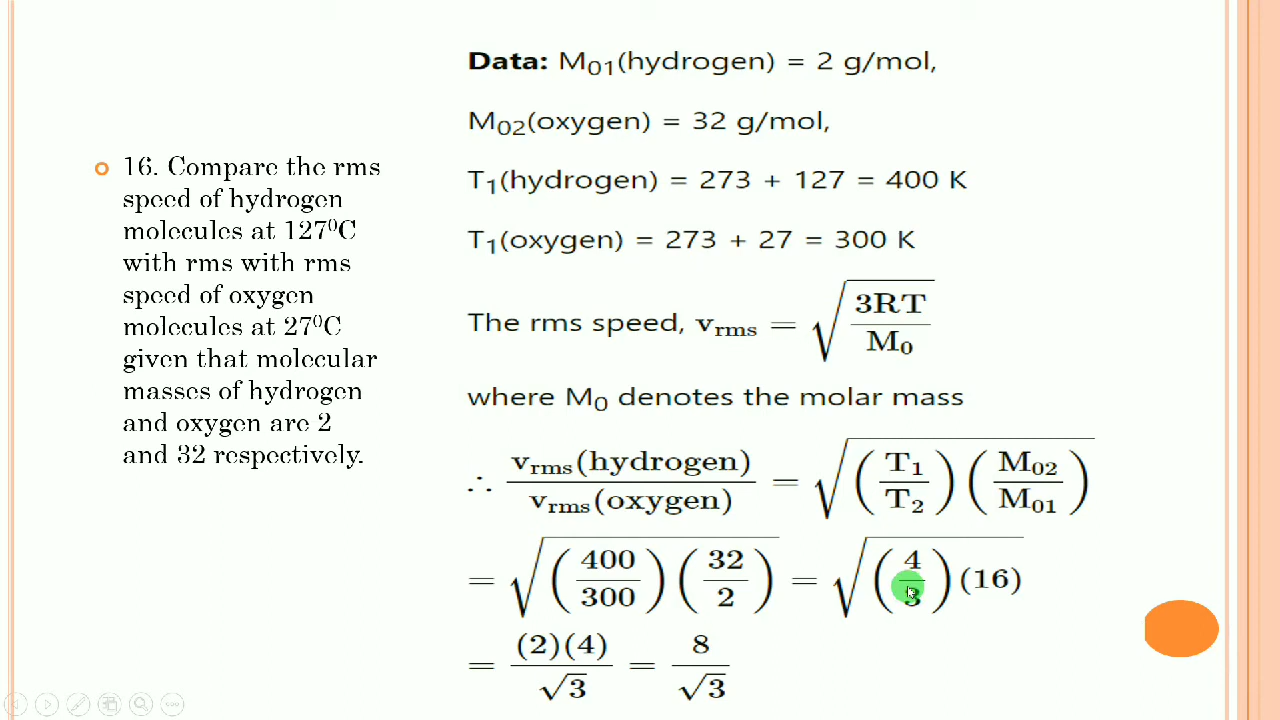 16. Compare the rms
speed of hydrogen
molecules at 127⁰C
with rms with rms
speed of oxygen
molecules at 27⁰C
given that molecular
masses of hydrogen
and oxygen are 2
and 32 respectively.
Data: M₀₁(hydrogen) = 2 g/mol,
M₀₂(oxygen) = 32 g/mol,
T₁(hydrogen) = 273 + 127 = 400 K
T₁(oxygen) = 273 + 27 = 300 K
The rms speed, vᵣₘₛ = √(3RT/M₀)
where M₀ denotes the molar mass
∴ vᵣₘₛ(hydrogen)/vᵣₘₛ(oxygen) = √((T₁/T₂)(M₀₂/M₀₁))
= √((400/300)(32/2)) = √((4/3)(16))
= (2)(4)/√3 = 8/√3